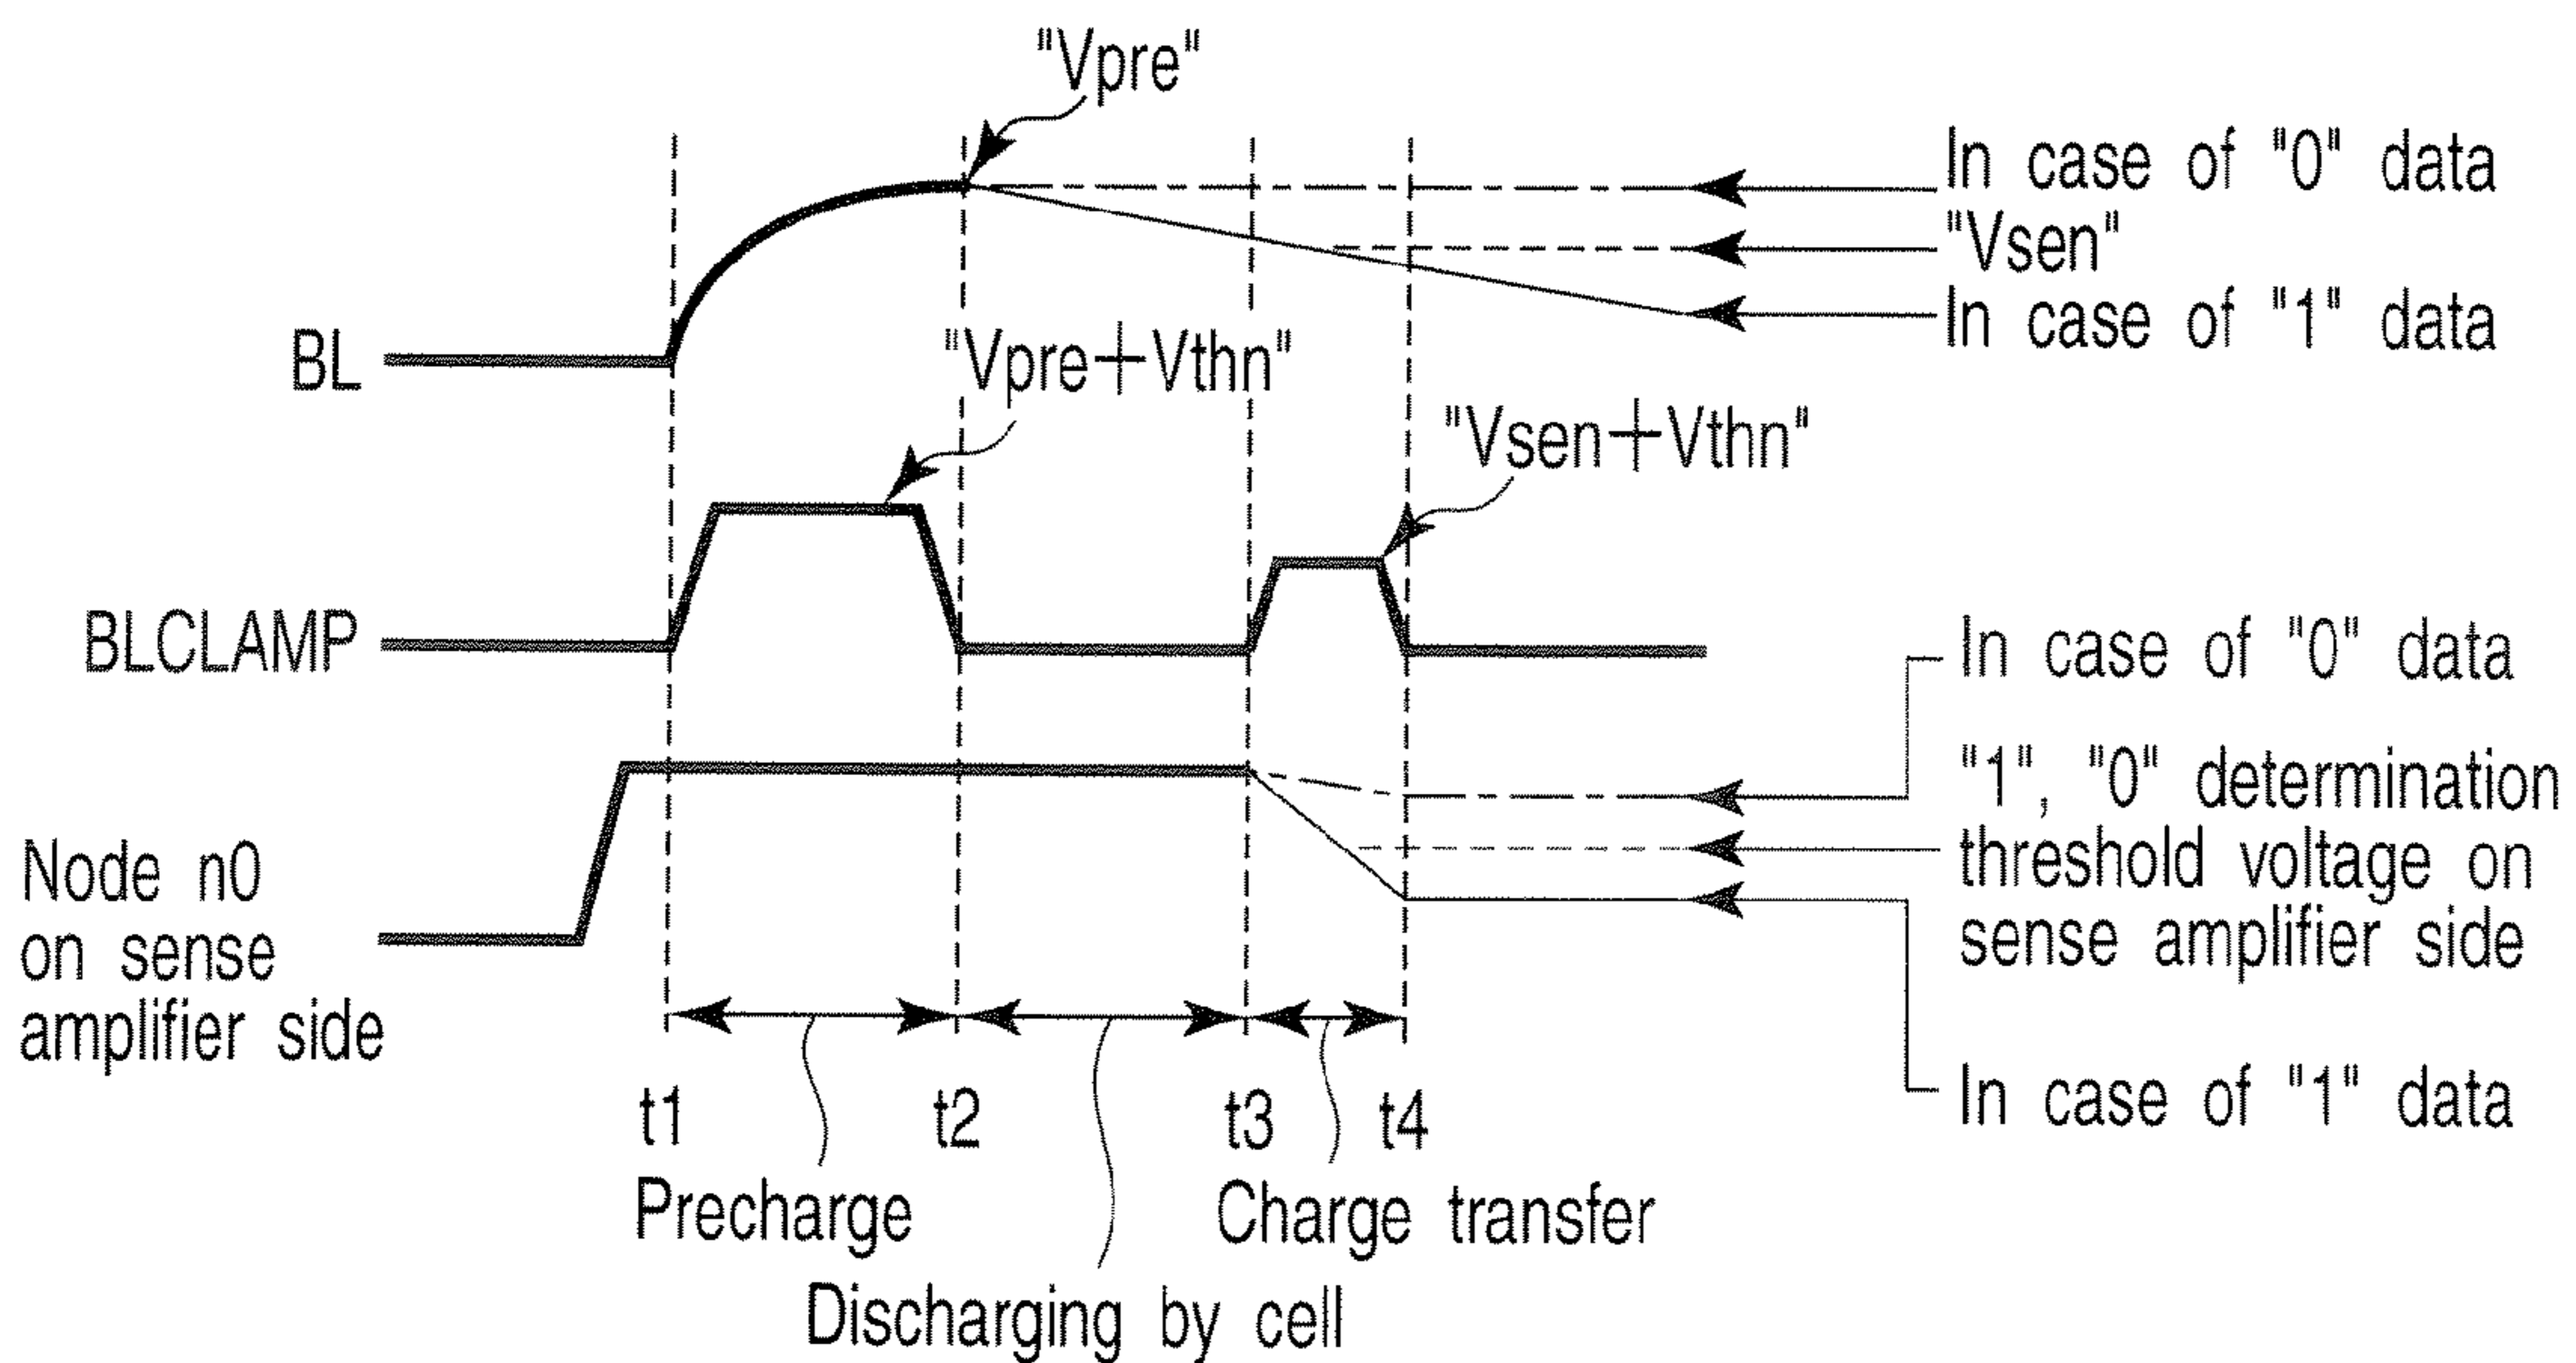 "Vpre"
In case of "0" data
"Vsen"
In case of "1" data
BL
"Vpre+Vthn"
"Vsen+Vthn"
BLCLAMP
In case of "0" data
"1", "0" determination
threshold voltage on
sense amplifier side
Node n0
on sense
amplifier side
In case of "1" data
t1
t2
t3
t4
Precharge
Charge transfer
Discharging by cell